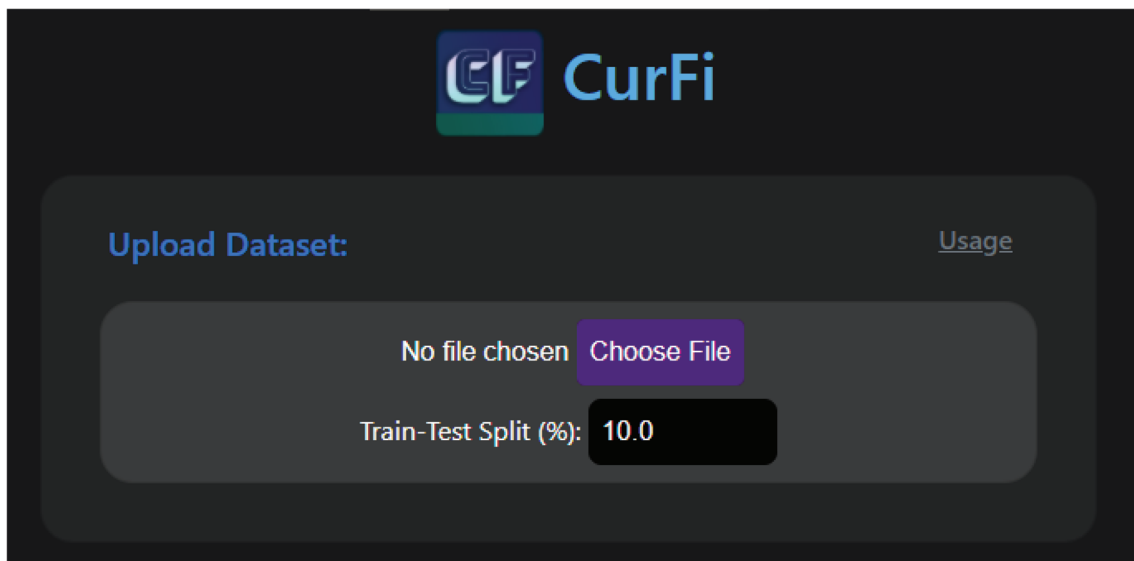 CF CurFi
Upload Dataset:
Usage
No file chosen Choose File
Train-Test Split (%): 10.0